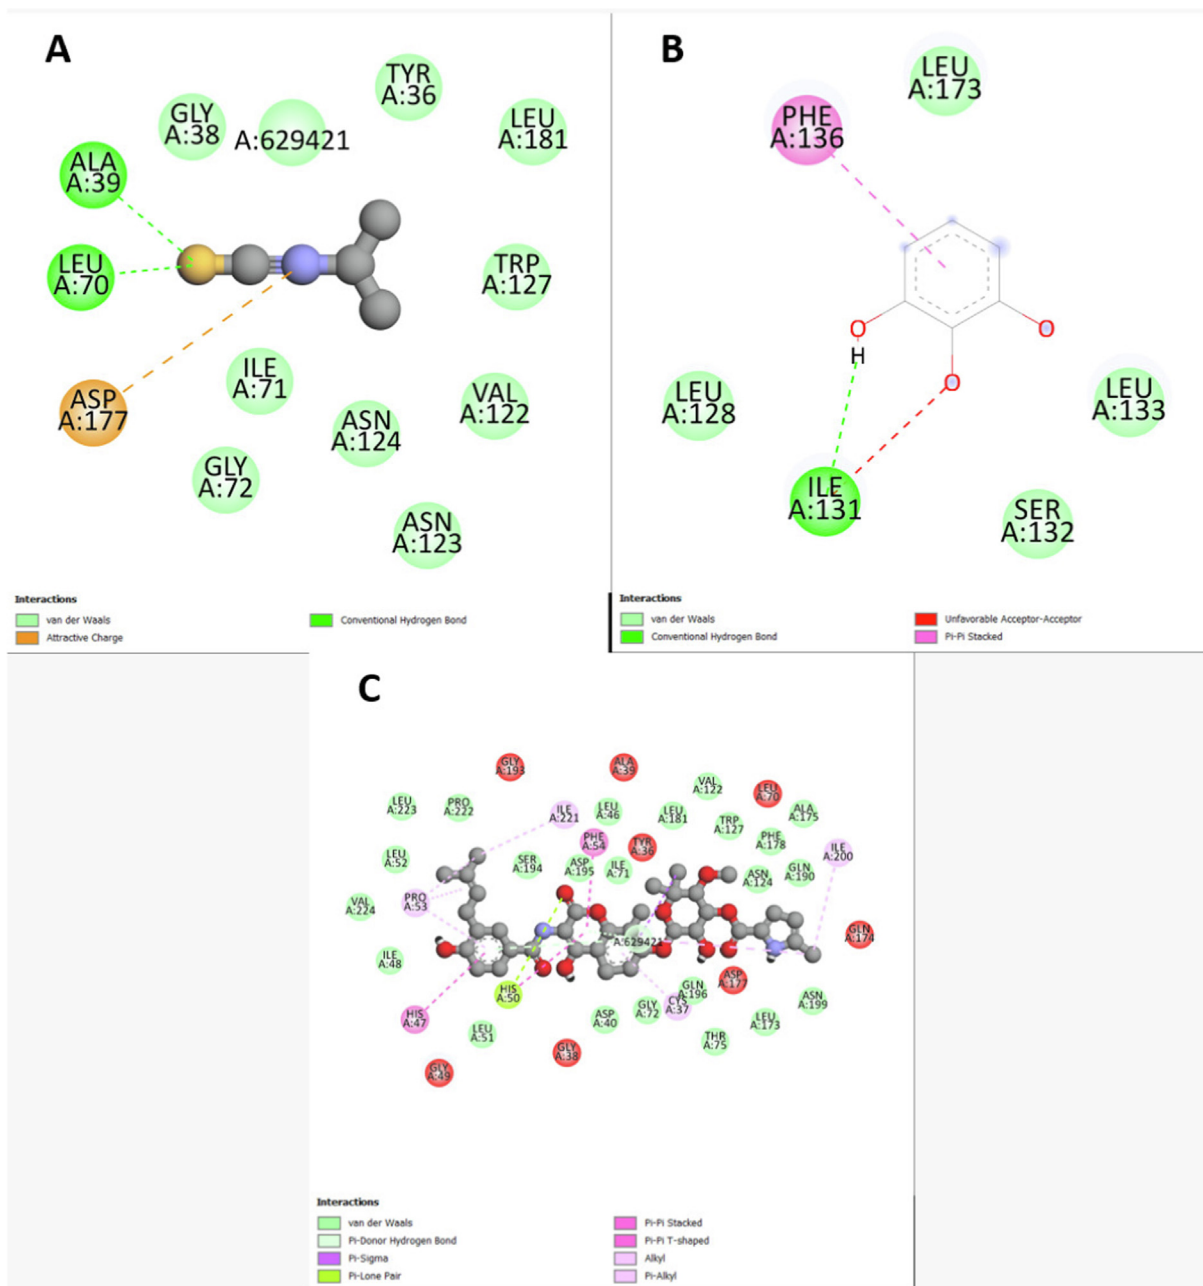 A
GLY
A:38
A:629421
TYR
A:36
LEU
A:181
ALA
A:39
LEU
A:70
TRP
A:127
ASP
A:177
ILE
A:71
VAL
A:122
ASN
A:124
GLY
A:72
ASN
A:123
Interactions
van der Waals
Attractive Charge
Conventional Hydrogen Bond
B
LEU
A:173
PHE
A:136
O
H
O
O
LEU
A:128
LEU
A:133
ILE
A:131
SER
A:132
Interactions
van der Waals
Conventional Hydrogen Bond
Unfavorable Acceptor-Acceptor
Pi-Pi Stacked
C
GLY
A:193
ALA
A:39
VAL
A:122
LEU
A:70
LEU
A:223
PRO
A:222
ILE
A:221
LEU
A:46
LEU
A:181
TRP
A:127
ALA
A:175
PHE
A:54
TYR
A:36
PHE
A:178
ILE
A:200
LEU
A:52
SER
A:194
ASP
A:195
ILE
A:71
ASN
A:124
GLN
A:190
PRO
A:53
VAL
A:224
A:629421
GLN
A:174
ILE
A:48
HIS
A:50
ASP
A:177
GLN
A:196
HIS
A:47
LEU
A:51
ASP
A:40
GLY
A:72
CYS
A:37
ASN
A:199
LEU
A:173
THR
A:75
GLY
A:38
GLY
A:49
Interactions
van der Waals
Pi-Donor Hydrogen Bond
Pi-Sigma
Pi-Lone Pair
Pi-Pi Stacked
Pi-Pi T-shaped
Alkyl
Pi-Alkyl